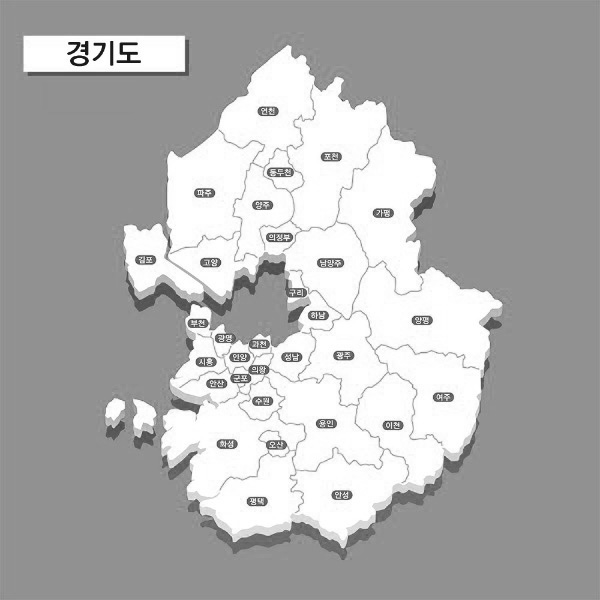 경기도
연천
포천
동두천
파주
양주
가평
의정부
김포
고양
남양주
구리
하남
양평
부천
광명
과천
시흥
안양
성남
광주
의왕
군포
안산
수원
여주
용인
이천
화성
오산
평택
안성